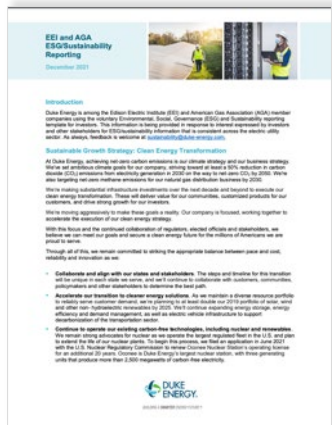 EEI and AGA
ESG/Sustainability
Reporting
December 2021
Introduction
Duke Energy is among the Edison Electric Institute (EEI) and American Gas Association (AGA) member
companies using the voluntary Environmental, Social, Governance (ESG) and Sustainability reporting
template for investors. This information is being provided in response to interest expressed by investors
and other stakeholders for ESG/sustainability information that is consistent across the electric utility
sector. As always, feedback is welcome at sustainability@duke-energy.com.
Sustainable Growth Strategy: Clean Energy Transformation
At Duke Energy, achieving net-zero carbon emissions is our climate strategy and our business strategy.
We've set ambitious climate goals for our company, striving toward at least a 50% reduction in carbon
dioxide (CO2) emissions from electricity generation in 2030 on the way to net-zero CO2 by 2050. We're
also targeting net-zero methane emissions for our natural gas distribution business by 2030.
We're making substantial infrastructure investments over the next decade and beyond to execute our
clean energy transformation. These will deliver value for our communities, customized products for our
customers, and drive strong growth for our investors.
We're moving aggressively to make these goals a reality. Our company is focused, working together to
accelerate the execution of our clean energy strategy.
With this focus and the continued collaboration of regulators, elected officials and stakeholders, we
believe we can meet our goals and secure a clean energy future for the millions of Americans we are
proud to serve.
Through all of this, we remain committed to striking the appropriate balance between pace and cost,
reliability and innovation as we:
• Collaborate and align with our states and stakeholders. The steps and timeline for this transition
will be unique in each state we serve, and we'll continue to collaborate with customers, communities,
policymakers and other stakeholders to determine the best path.
• Accelerate our transition to cleaner energy solutions. As we maintain a diverse resource portfolio
to reliably serve customer demand, we're planning to at least double our 2019 portfolio of solar, wind
and other non-hydroelectric renewables by 2025. We'll continue expanding energy storage, energy
efficiency and demand management, as well as electric vehicle infrastructure to support
decarbonization of the transportation sector.
• Continue to operate our existing carbon-free technologies, including nuclear and renewables.
We remain strong advocates for nuclear as we operate the largest regulated fleet in the U.S. and plan
to extend the life of our nuclear plants. To begin this process, we filed an application in June 2021
with the U.S. Nuclear Regulatory Commission to renew Oconee Nuclear Station's operating license
for an additional 20 years. Oconee is Duke Energy's largest nuclear station, with three generating
units that produce more than 2,500 megawatts of carbon-free electricity.
DUKE
ENERGY.
BUILDING A SMARTER ENERGY FUTURE